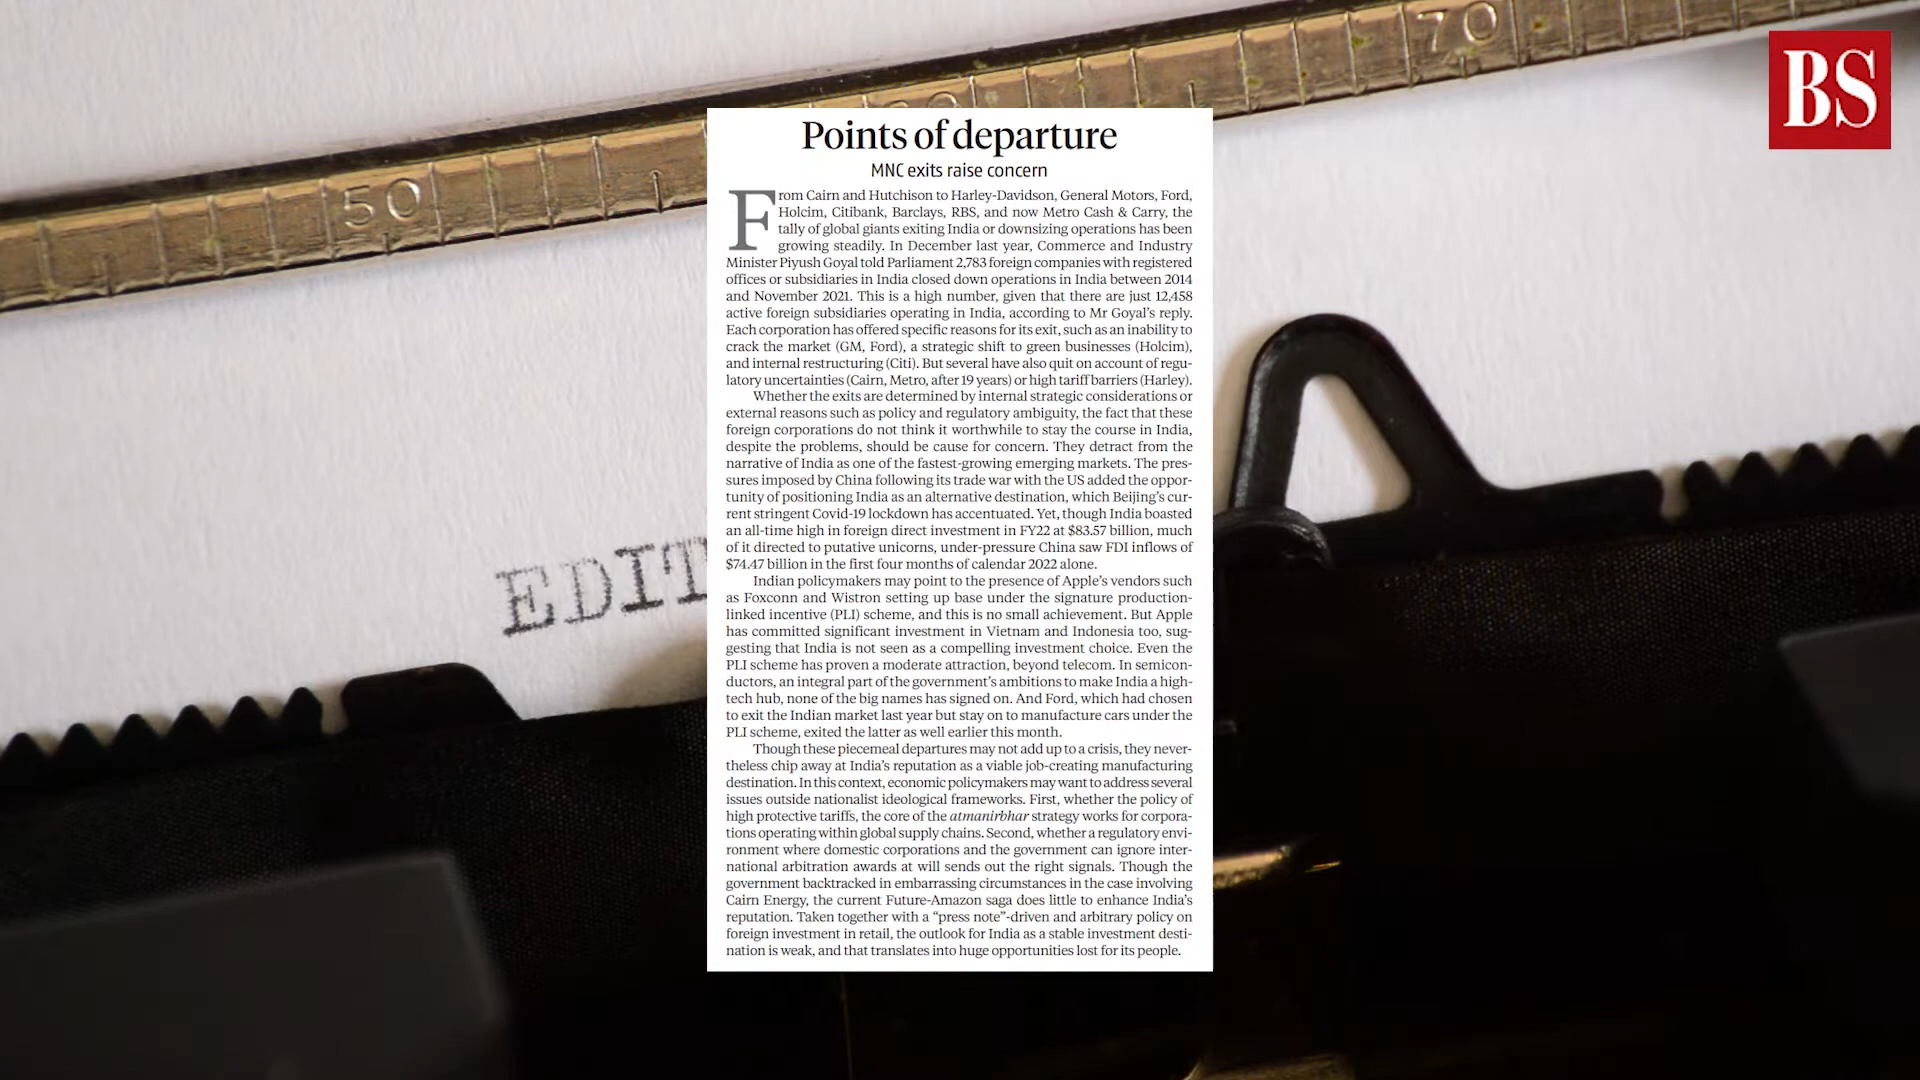 70
BS
50
Points of departure
MNC exits raise concern
From Cairn and Hutchison to Harley-Davidson, General Motors, Ford,
Holcim, Citibank, Barclays, RBS, and now Metro Cash & Carry, the
tally of global giants exiting India or downsizing operations has been
growing steadily. In December last year, Commerce and Industry
Minister Piyush Goyal told Parliament 2,783 foreign companies with registered
offices or subsidiaries in India closed down operations in India between 2014
and November 2021. This is a high number, given that there are just 12,458
active foreign subsidiaries operating in India, according to Mr Goyal's reply.
Each corporation has offered specific reasons for its exit, such as an inability to
crack the market (GM, Ford), a strategic shift to green businesses (Holcim),
and internal restructuring (Citi). But several have also quit on account of regu-
latory uncertainties (Cairn, Metro, after 19 years) or high tariff barriers (Harley).
Whether the exits are determined by internal strategic considerations or
external reasons such as policy and regulatory ambiguity, the fact that these
foreign corporations do not think it worthwhile to stay the course in India,
despite the problems, should be cause for concern. They detract from the
narrative of India as one of the fastest-growing emerging markets. The pres-
sures imposed by China following its trade war with the US added the oppor-
tunity of positioning India as an alternative destination, which Beijing's cur-
rent stringent Covid-19 lockdown has accentuated. Yet, though India boasted
an all-time high in foreign direct investment in FY22 at $83.57 billion, much
of it directed to putative unicorns, under-pressure China saw FDI inflows of
$74.47 billion in the first four months of calendar 2022 alone.
Indian policymakers may point to the presence of Apple's vendors such
as Foxconn and Wistron setting up base under the signature production-
linked incentive (PLI) scheme, and this is no small achievement. But Apple
has committed significant investment in Vietnam and Indonesia too, sug-
gesting that India is not seen as a compelling investment choice. Even the
PLI scheme has proven a moderate attraction, beyond telecom. In semicon-
ductors, an integral part of the government's ambitions to make India a high-
tech hub, none of the big names has signed on. And Ford, which had chosen
to exit the Indian market last year but stay on to manufacture cars under the
PLI scheme, exited the latter as well earlier this month.
Though these piecemeal departures may not add up to a crisis, they never-
theless chip away at India's reputation as a viable job-creating manufacturing
destination. In this context, economic policymakers may want to address several
issues outside nationalist ideological frameworks. First, whether the policy of
high protective tariffs, the core of the atmanirbhar strategy works for corpora-
tions operating within global supply chains. Second, whether a regulatory envi-
ronment where domestic corporations and the government can ignore inter-
national arbitration awards at will sends out the right signals. Though the
government backtracked in embarrassing circumstances in the case involving
Cairn Energy, the current Future-Amazon saga does little to enhance India's
reputation. Taken together with a “press note”-driven and arbitrary policy on
foreign investment in retail, the outlook for India as a stable investment desti-
nation is weak, and that translates into huge opportunities lost for its people.
EDIT